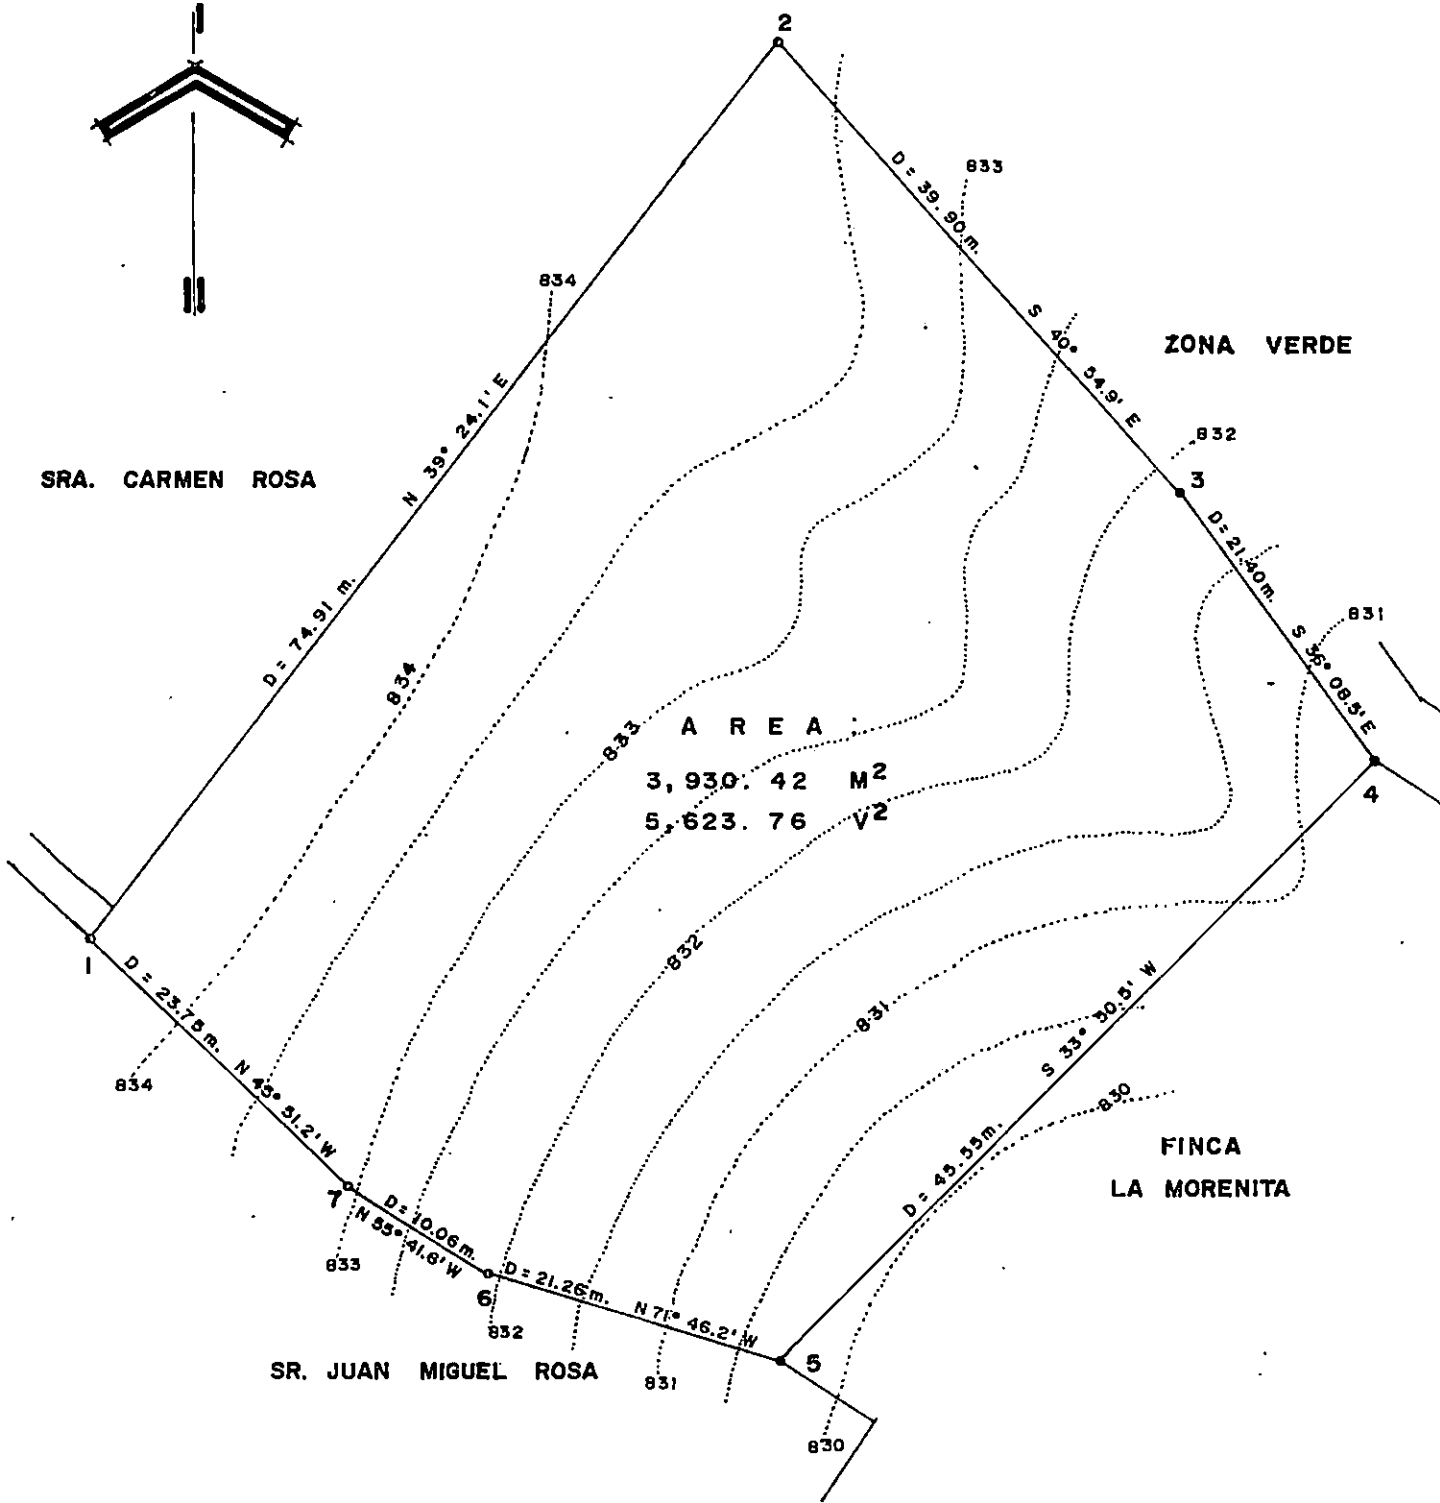 2
D = 39.90 m.
S 40° 54.9' E
833
834
ZONA VERDE
832
3
N 39° 24.1' E
D = 74.91 m.
SRA. CARMEN ROSA
D = 21.40 m.
S 36° 08.5' E
831
834
833
A R E A :
3,930. 42 M²
5,623. 76 V²
4
1
D = 23.75 m.
N 45° 51.2' W
832
831
S 33° 50.5' W
D = 45.55 m.
834
830
FINCA
LA MORENITA
7
D = 10.06 m.
N 55° 41.6' W
833
6
D = 21.26 m.
N 71° 46.2' W
832
5
SR. JUAN MIGUEL ROSA
831
830